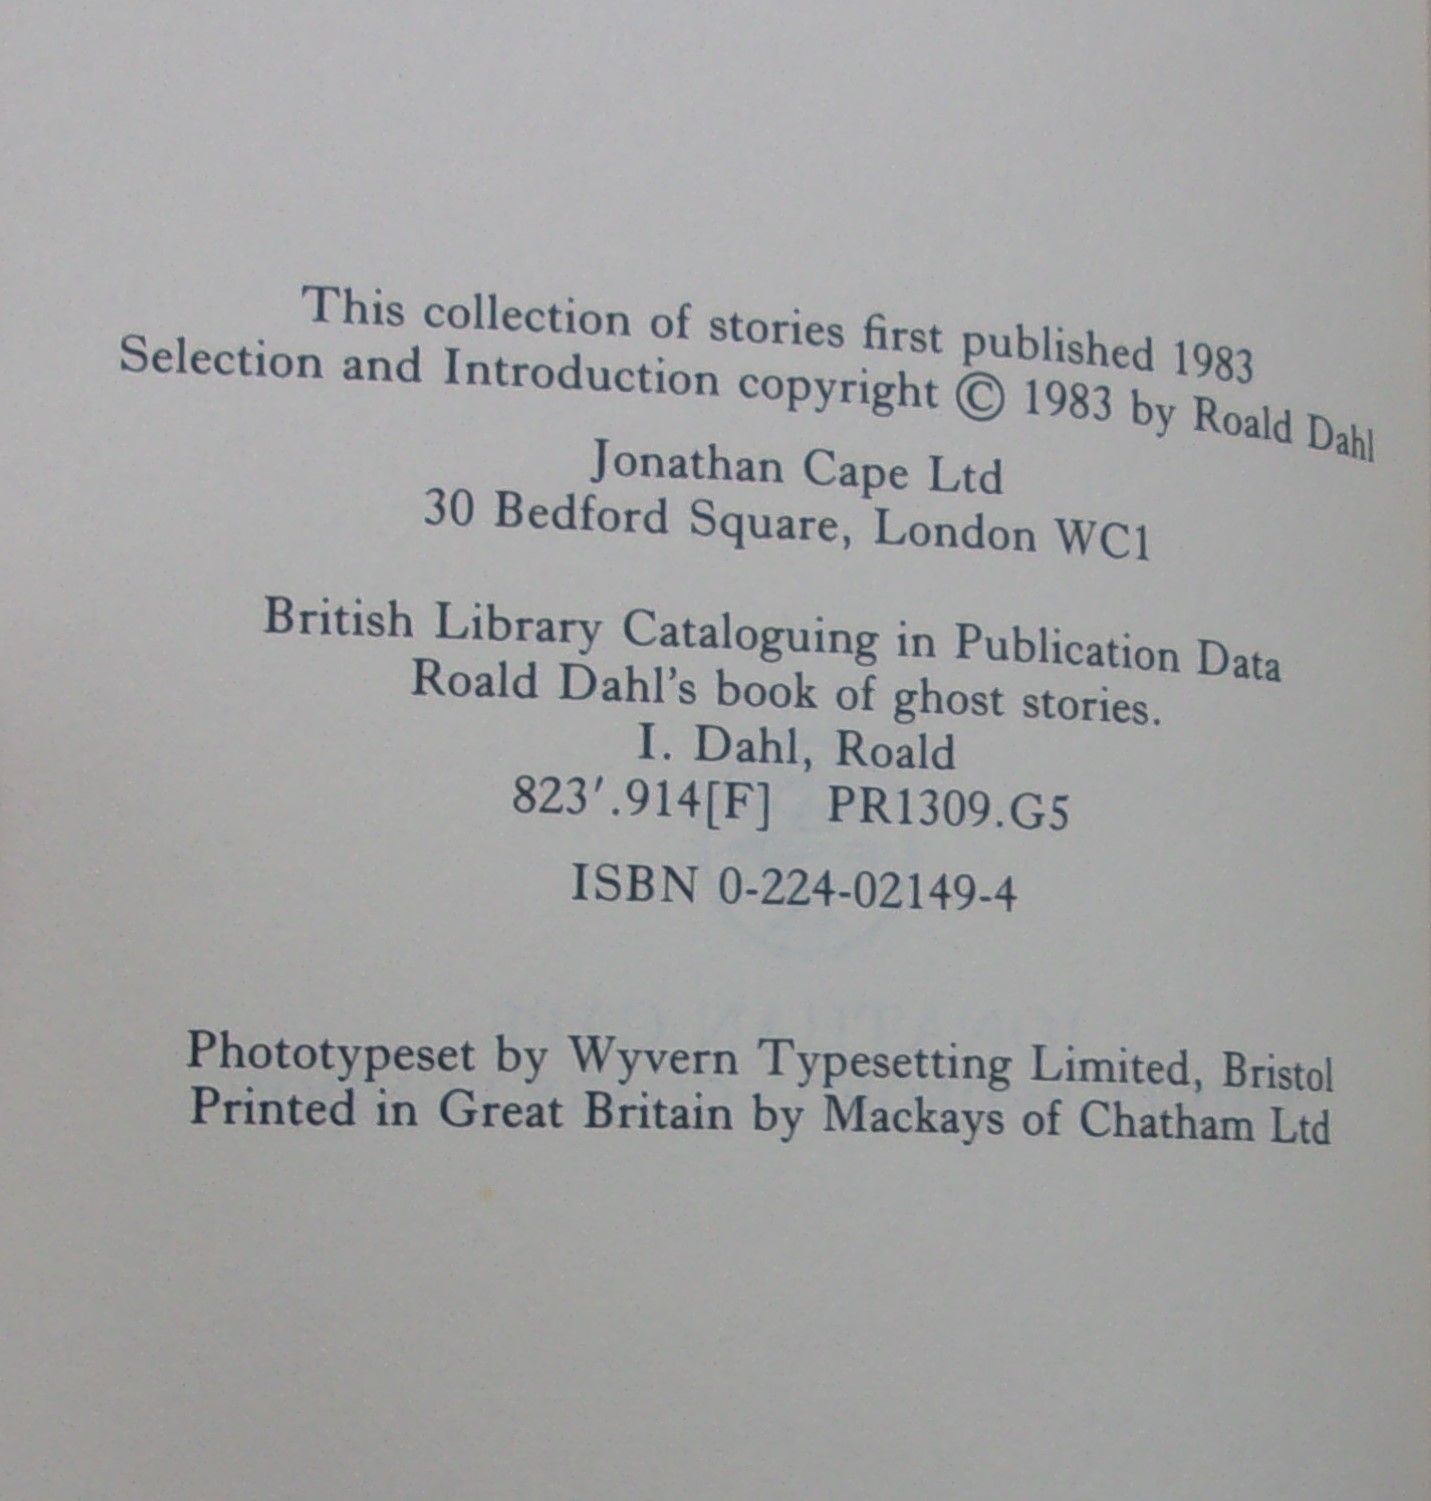 This collection of stories first published 1983
Selection and Introduction copyright © 1983 by Roald Dahl
Jonathan Cape Ltd
30 Bedford Square, London WC1
British Library Cataloguing in Publication Data
Roald Dahl's book of ghost stories.
I. Dahl, Roald
823′.914[F] PR1309.G5
ISBN 0-224-02149-4
Phototypeset by Wyvern Typesetting Limited, Bristol
Printed in Great Britain by Mackays of Chatham Ltd